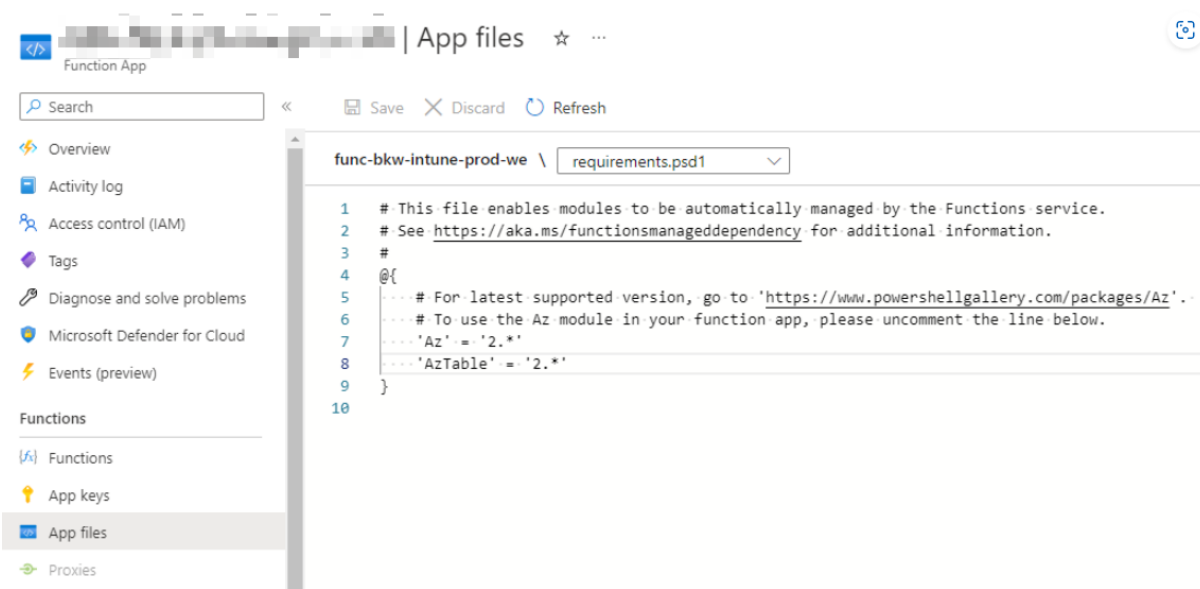 | App files
Function App
Search
Save Discard Refresh
Overview
Activity log
Access control (IAM)
Tags
Diagnose and solve problems
Microsoft Defender for Cloud
Events (preview)
Functions
Functions
App keys
App files
Proxies
func-bkw-intune-prod-we \ requirements.psd1
1 # This file enables modules to be automatically managed by the Functions service.
2 # See https://aka.ms/functionsmanageddependency for additional information.
3 #
4 @{
5 # For latest supported version, go to 'https://www.powershellgallery.com/packages/Az'.
6 # To use the Az module in your function app, please uncomment the line below.
7 'Az' = '2.*'
8 'AzTable' = '2.*'
9 }
10